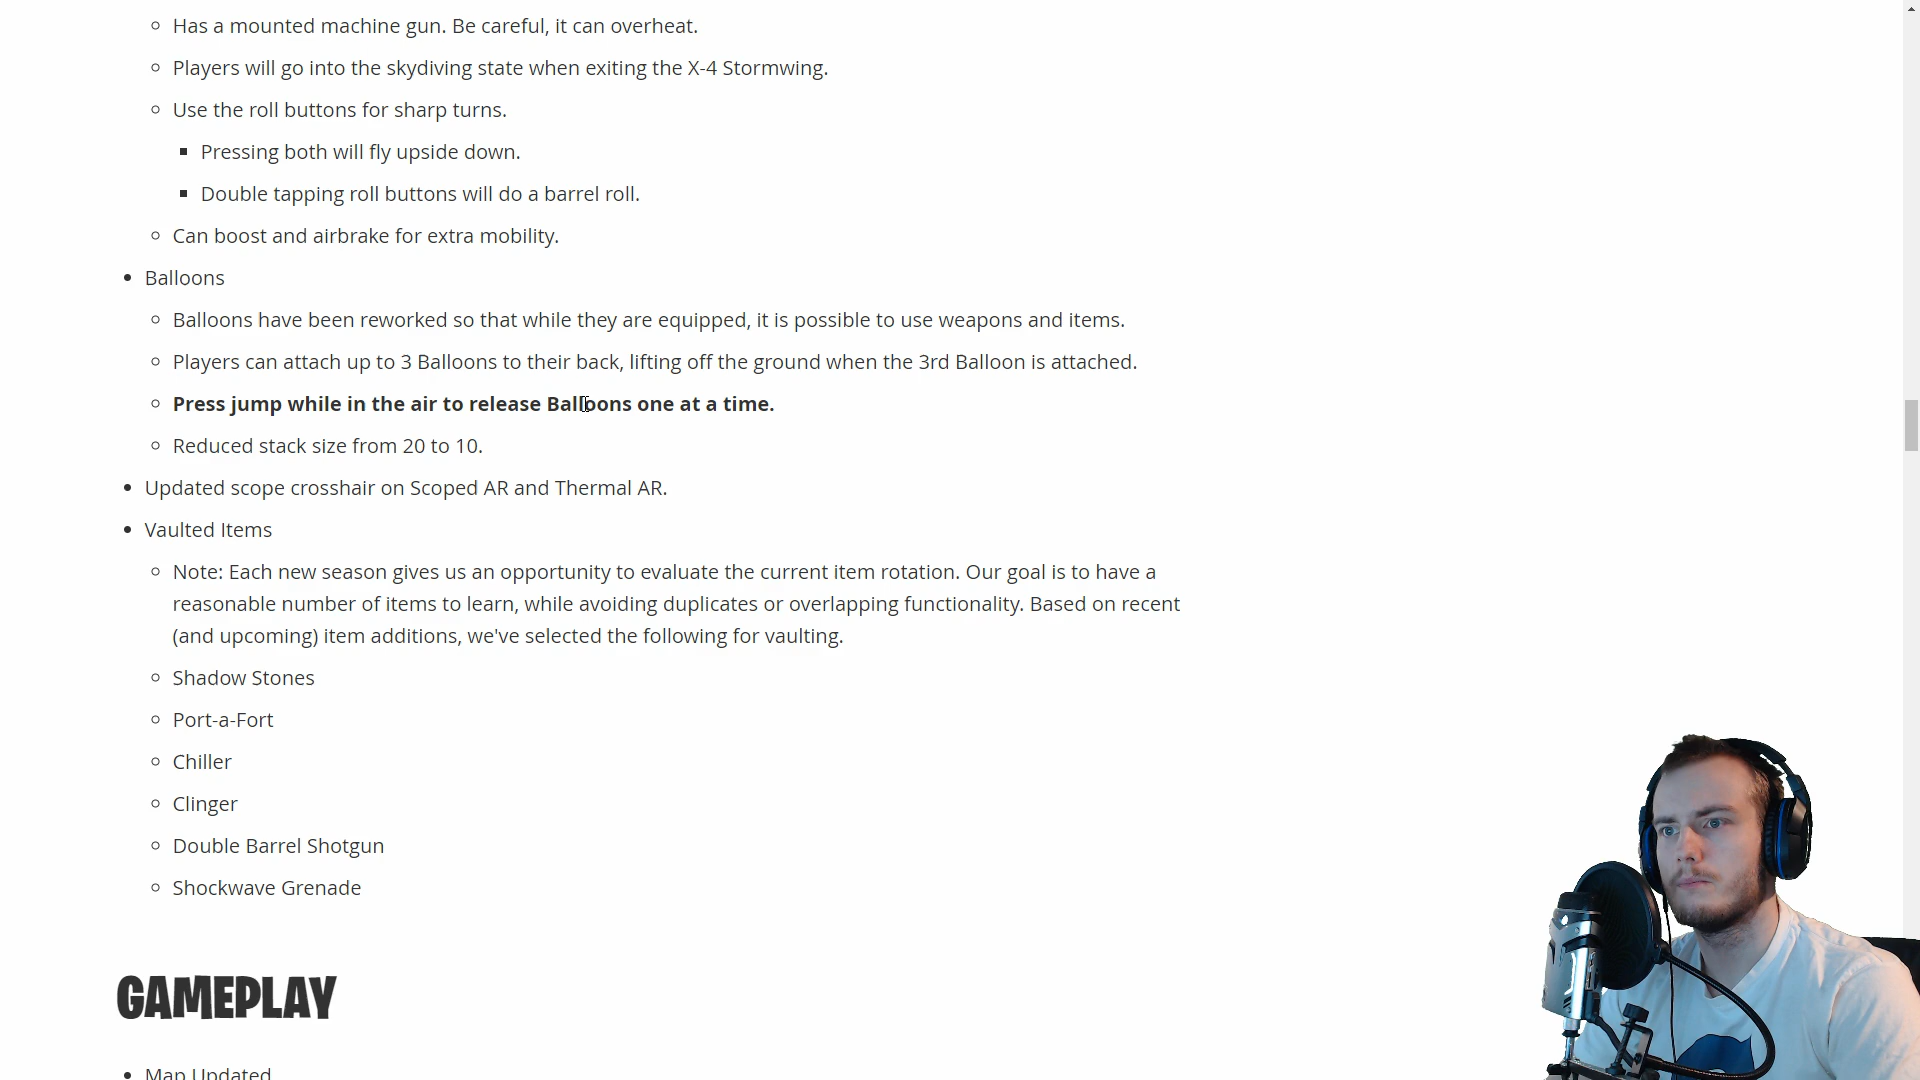 Has a mounted machine gun. Be careful, it can overheat.
Players will go into the skydiving state when exiting the X-4 Stormwing.
Use the roll buttons for sharp turns.
Pressing both will fly upside down.
Double tapping roll buttons will do a barrel roll.
Can boost and airbrake for extra mobility.
Balloons
Balloons have been reworked so that while they are equipped, it is possible to use weapons and items.
Players can attach up to 3 Balloons to their back, lifting off the ground when the 3rd Balloon is attached.
Press jump while in the air to release Balloons one at a time.
Reduced stack size from 20 to 10.
Updated scope crosshair on Scoped AR and Thermal AR.
Vaulted Items
Note: Each new season gives us an opportunity to evaluate the current item rotation. Our goal is to have a
reasonable number of items to learn, while avoiding duplicates or overlapping functionality. Based on recent
(and upcoming) item additions, we've selected the following for vaulting.
Shadow Stones
Port-a-Fort
Chiller
Clinger
Double Barrel Shotgun
Shockwave Grenade
GAMEPLAY
Map Updated